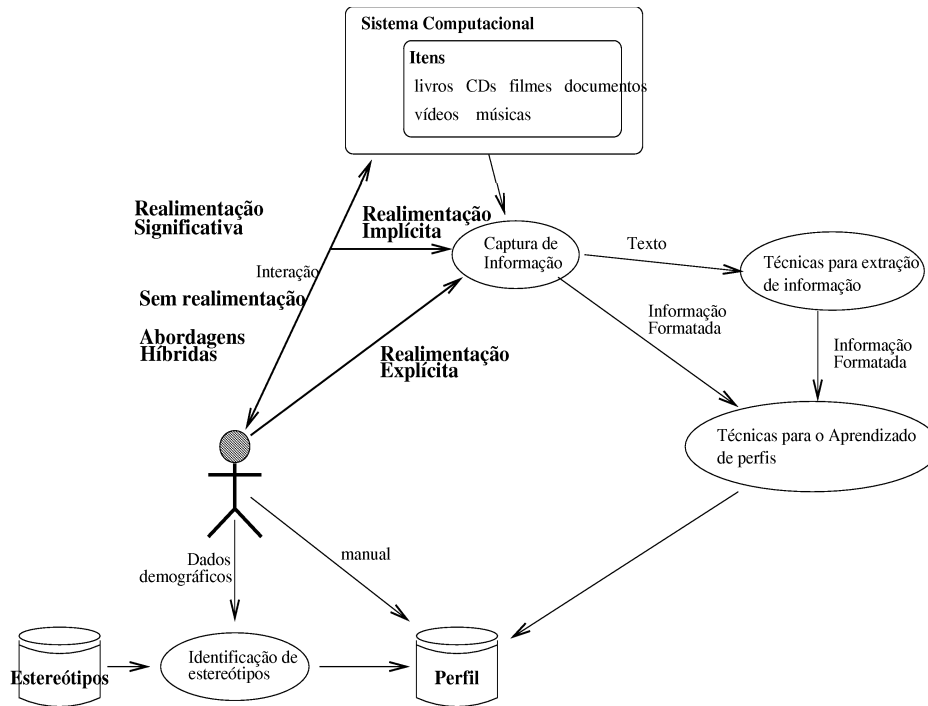 Sistema Computacional
Itens
livros CDs filmes documentos
vídeos músicas
Realimentação
Significativa
Realimentação
Implícita
Interação
Captura de
Informação
Texto
Técnicas para extração
de informação
Sem realimentação
Abordagens
Híbridas
Realimentação
Explícita
Informação
Formatada
Informação
Formatada
Técnicas para o Aprendizado
de perfis
Dados
demográficos
manual
Estereótipos
Identificação de
estereótipos
Perfil